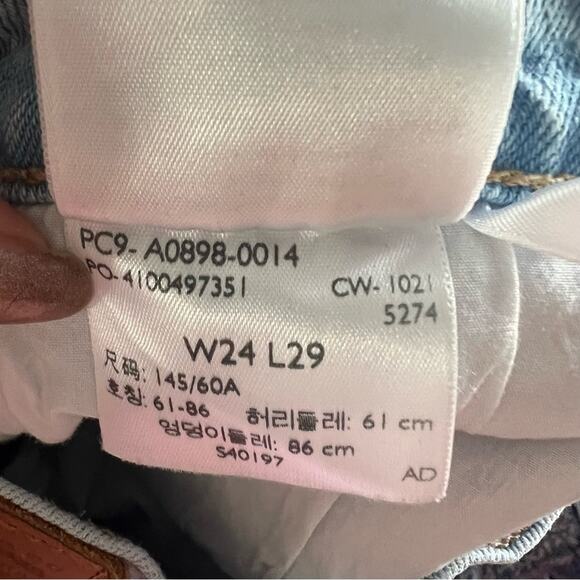 PC9- A0898-0014
PO-4100497351 CW- 1021
5274
W24 L29
尺码: 145/60A
호칭: 61-86 허리둘레: 61 cm
엉덩이둘레: 86 cm
S40197
AD